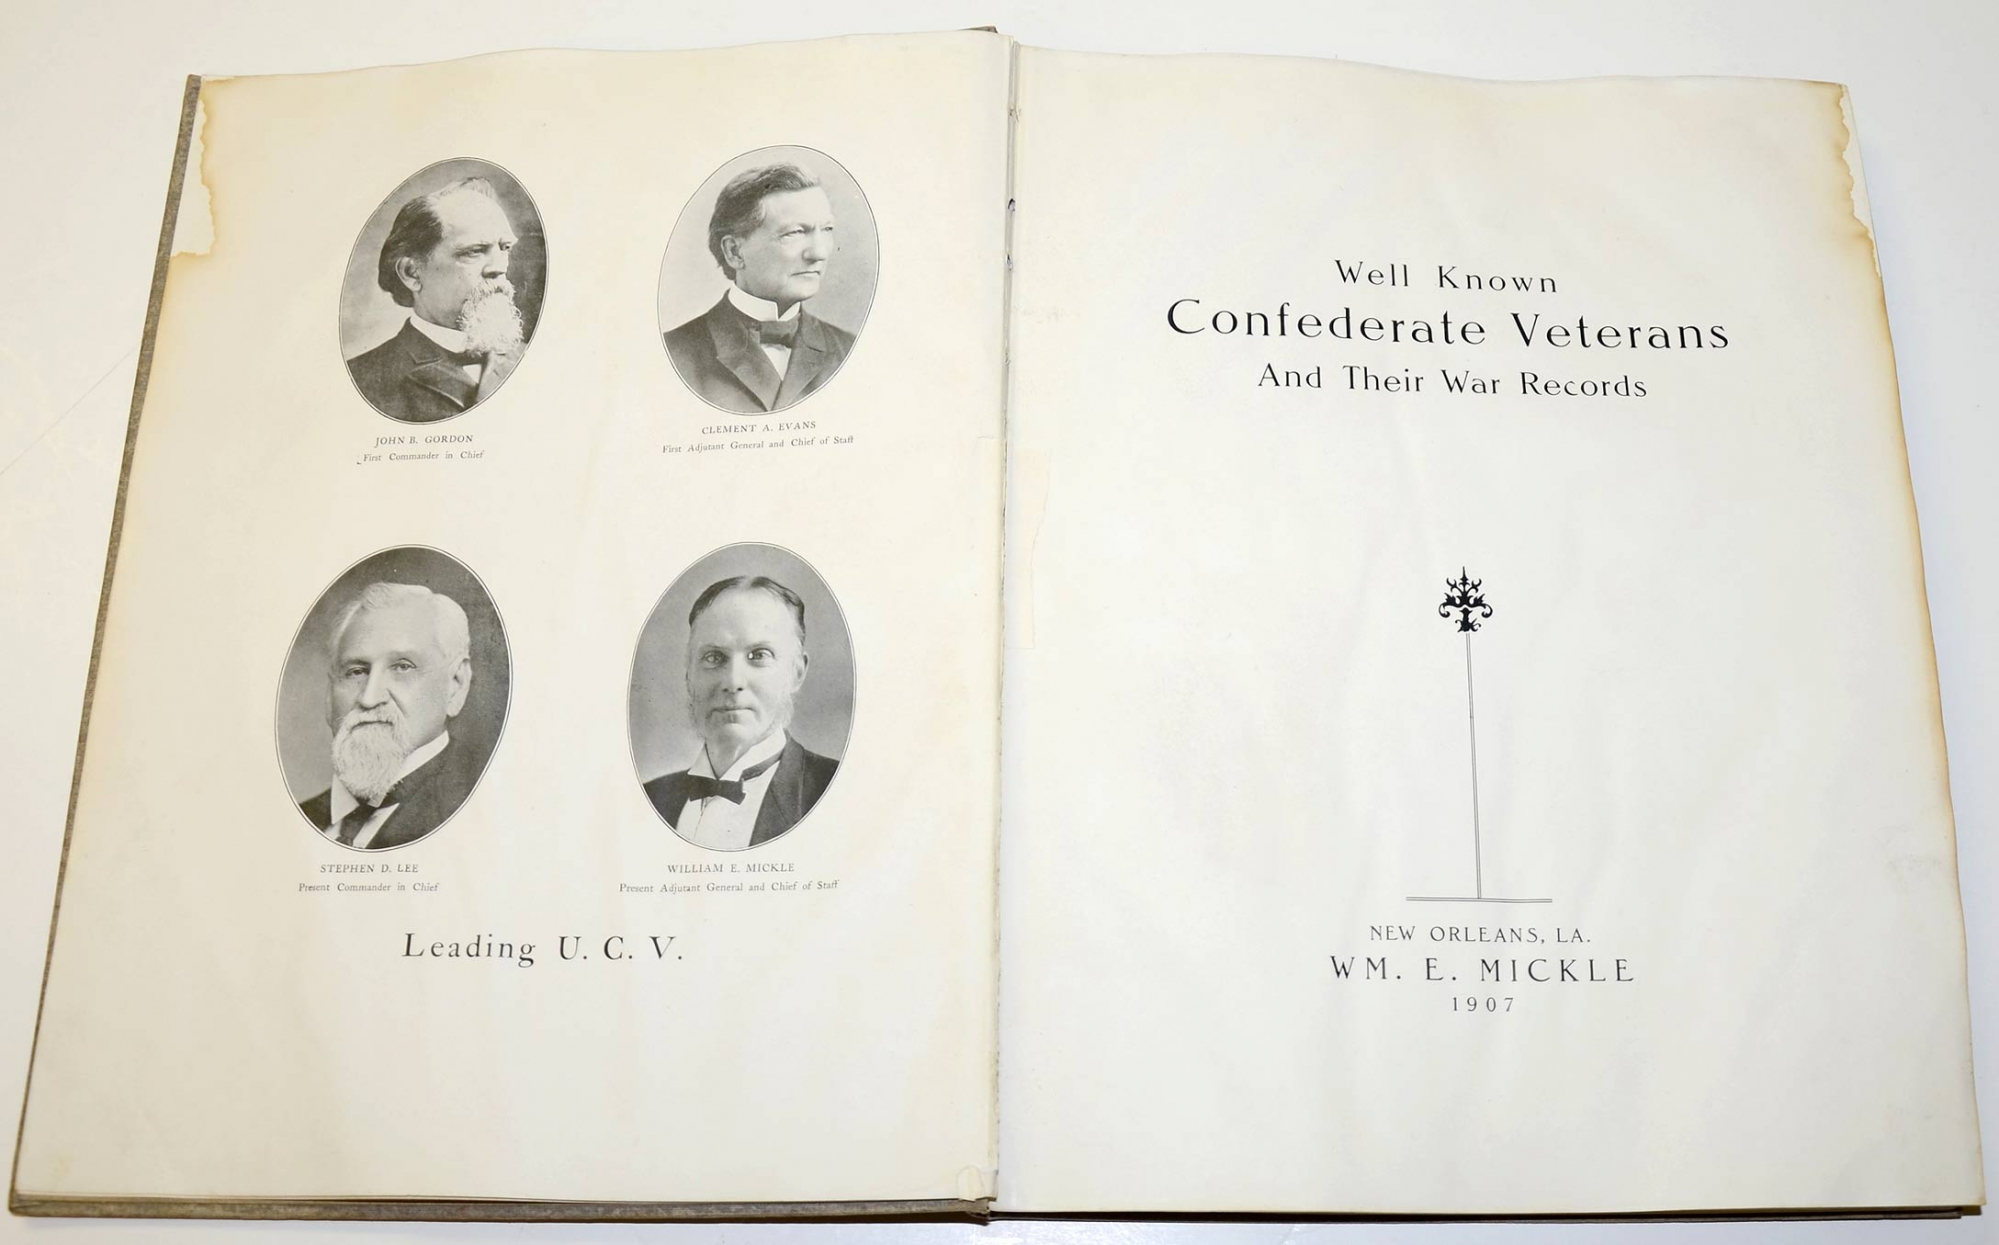 JOHN B. GORDON
First Commander in Chief
CLEMENT A. EVANS
First Adjutant General and Chief of Staff
STEPHEN D. LEE
Present Commander in Chief
WILLIAM E. MICKLE
Present Adjutant General and Chief of Staff
Leading U. C. V.
Well Known
Confederate Veterans
And Their War Records
NEW ORLEANS, LA.
WM. E. MICKLE
1907